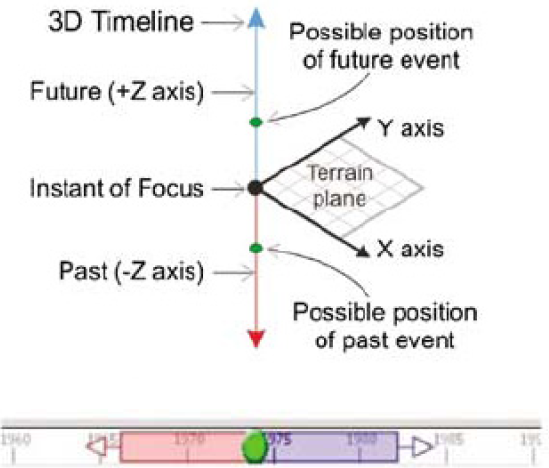 3D Timeline
Possible position
of future event
Future (+Z axis)
Y axis
Terrain
plane
Instant of Focus
X axis
Past (-Z axis)
Possible position
of past event
1960 1970 1975 1980 1985